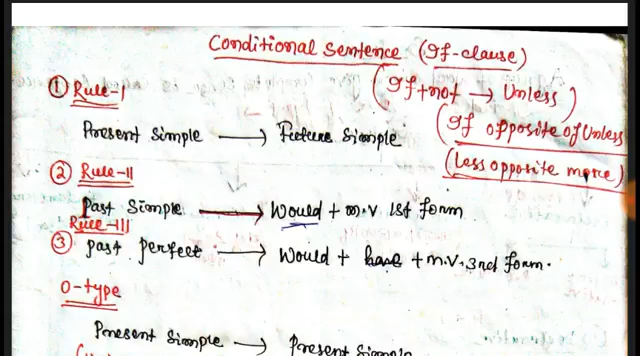 Conditional Sentence (If-clause)
① Rule-I
(If+not → Unless)
Present Simple → Future Simple
(If opposite of Unless
(Less opposite more)
② Rule-II
Past Simple → Would + m.v 1st form
Rule-III
③ Past perfect → Would + have + m.v. 3rd form.
0-type
Present Simple → Present Simple